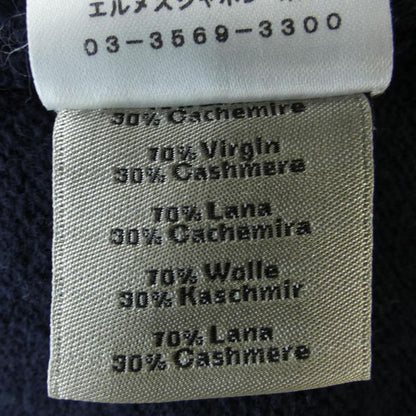 エルメスジャポン
03-3569-3300
30% Cachemire
70% Virgin
30% Cashmere
70% Lana
30% Cachemira
70% Wolle
30% Kaschmir
70% Lana
30% Cashmere